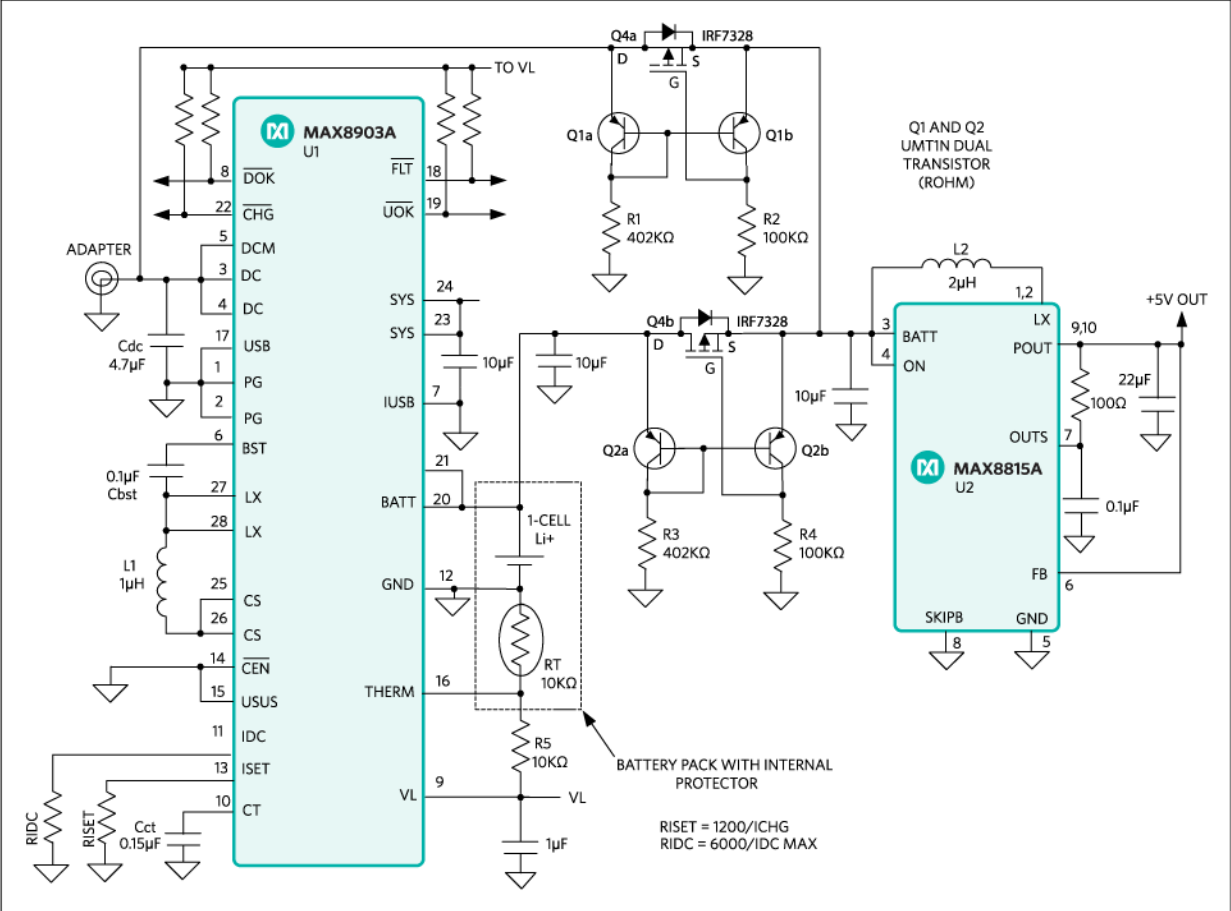 Q4a
IRF7328
D
S
G
TO VL
MAX8903A
U1
Q1a
Q1b
Q1 AND Q2
UMT1N DUAL
TRANSISTOR
(ROHM)
8
DOK
FLT
18
22
CHG
UOK
19
R1
402KΩ
R2
100KΩ
ADAPTER
5
DCM
3
DC
4
DC
L2
2μH
1,2
LX
+5V OUT
SYS
24
SYS
23
Cdc
4.7μF
17
USB
1
PG
2
PG
10μF
IUSB
7
10μF
Q4b
IRF7328
D
S
G
3
BATT
4
ON
9,10
POUT
10μF
100Ω
22μF
6
BST
0.1μF
Cbst
27
LX
28
LX
21
BATT
20
Q2a
Q2b
OUTS
7
MAX8815A
U2
0.1μF
1-CELL
Li+
R3
402KΩ
R4
100KΩ
L1
1μH
25
CS
26
CS
GND
12
FB
6
SKIPB
8
GND
5
14
CEN
15
USUS
RT
10KΩ
THERM
16
11
IDC
13
ISET
10
CT
R5
10KΩ
BATTERY PACK WITH INTERNAL
PROTECTOR
VL
9
VL
RIDC
RISET
Cct
0.15μF
1μF
RISET = 1200/ICHG
RIDC = 6000/IDC MAX